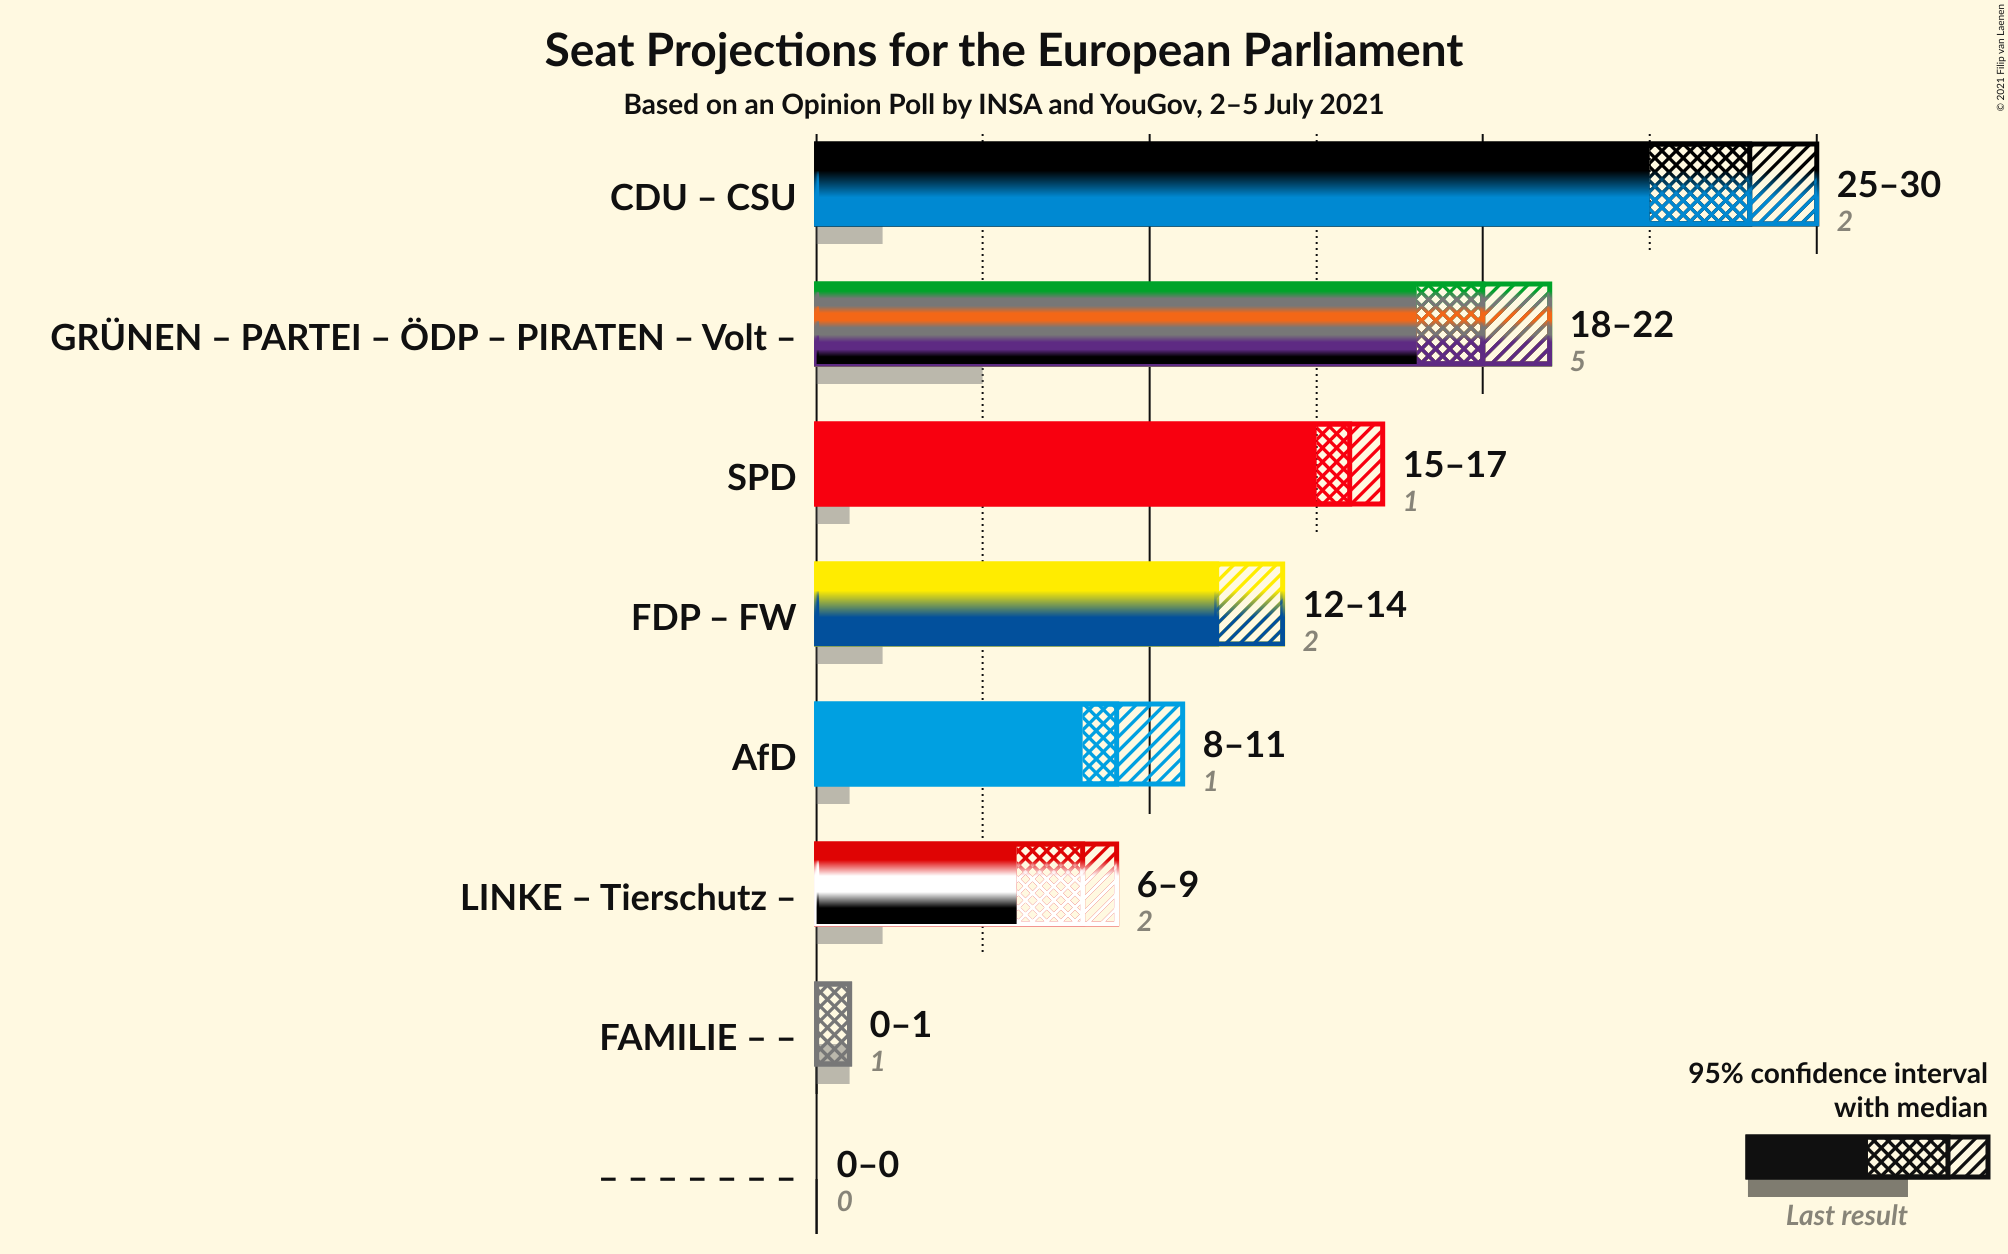 Seat Projections for the European Parliament
Based on an Opinion Poll by INSA and YouGov, 2–5 July 2021
© 2021 Filip van Laenen
CDU – CSU
25–30
2
GRÜNEN – PARTEI – ÖDP – PIRATEN – Volt –
18–22
5
SPD
15–17
1
FDP – FW
12–14
2
AfD
8–11
1
LINKE – Tierschutz –
6–9
2
FAMILIE – –
0–1
1
– – – – – – –
0–0
0
95% confidence interval
with median
Last result